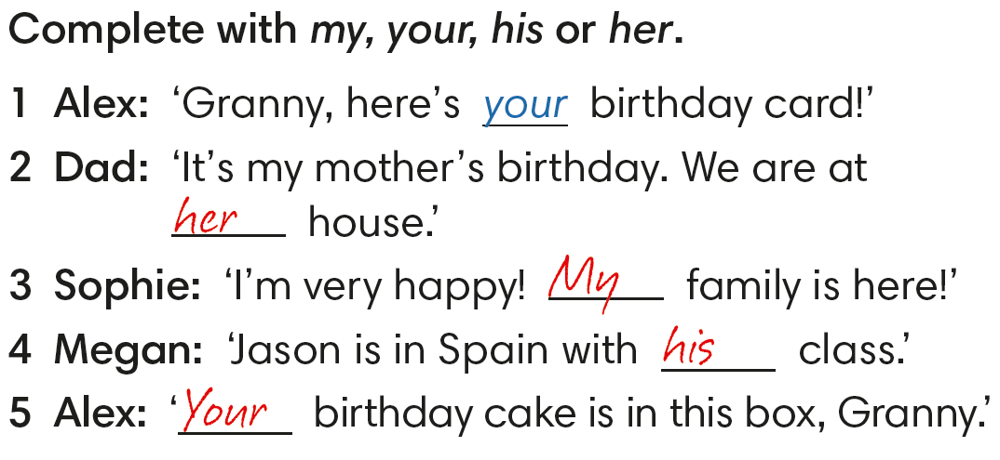 Complete with my, your, his or her.
1 Alex: ‘Granny, here’s your birthday card!’
2 Dad: ‘It’s my mother’s birthday. We are at
her house.’
3 Sophie: ‘I’m very happy! My family is here!’
4 Megan: ‘Jason is in Spain with his class.’
5 Alex: ‘Your birthday cake is in this box, Granny.’